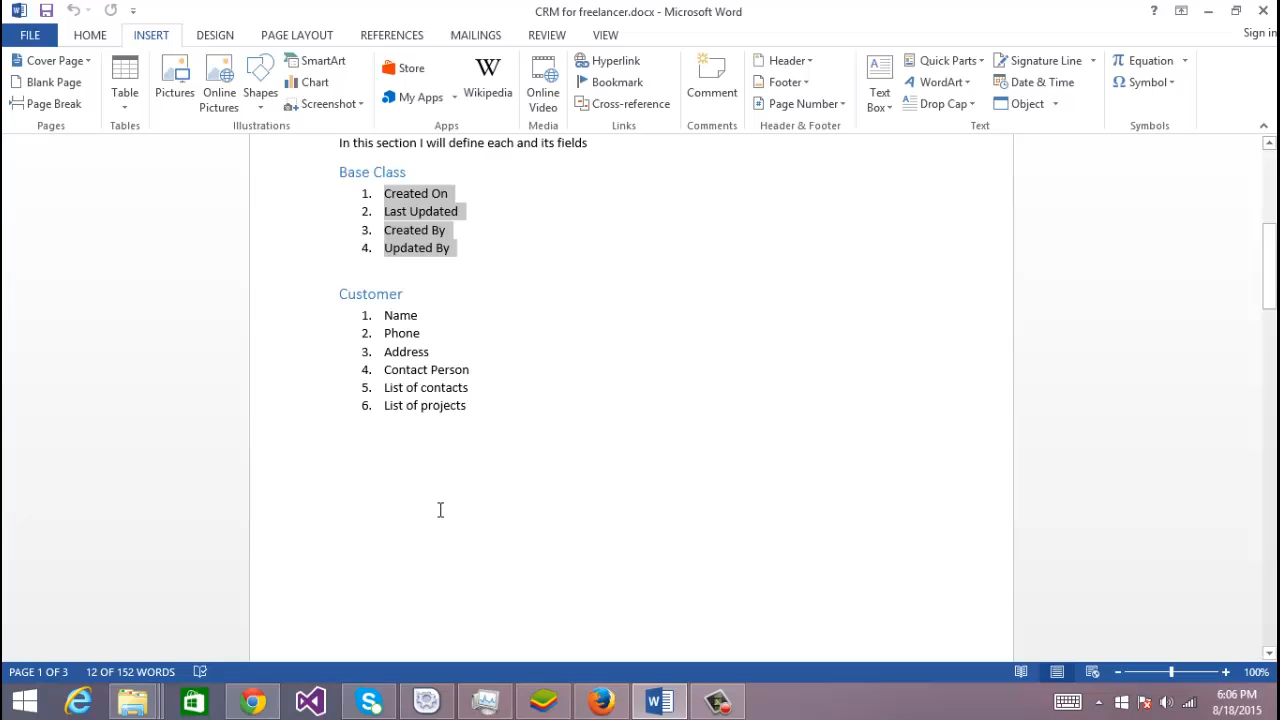 CRM for freelancer.docx - Microsoft Word
?
FILE HOME INSERT DESIGN PAGE LAYOUT REFERENCES MAILINGS REVIEW VIEW Sign in
Cover Page
Blank Page
Page Break
Pages
Table
Tables
Pictures
Online Pictures
Shapes
SmartArt
Chart
Screenshot
Illustrations
Store
My Apps
W
Wikipedia
Apps
Online Video
Media
Hyperlink
Bookmark
Cross-reference
Links
Comment
Comments
Header
Footer
Page Number
Header & Footer
Text Box
Quick Parts
WordArt
Drop Cap
Signature Line
Date & Time
Object
Text
Equation
Symbol
Symbols
In this section I will define each and its fields
Base Class
1. Created On
2. Last Updated
3. Created By
4. Updated By
Customer
1. Name
2. Phone
3. Address
4. Contact Person
5. List of contacts
6. List of projects
PAGE 1 OF 3 12 OF 152 WORDS 100%
6:06 PM
8/18/2015